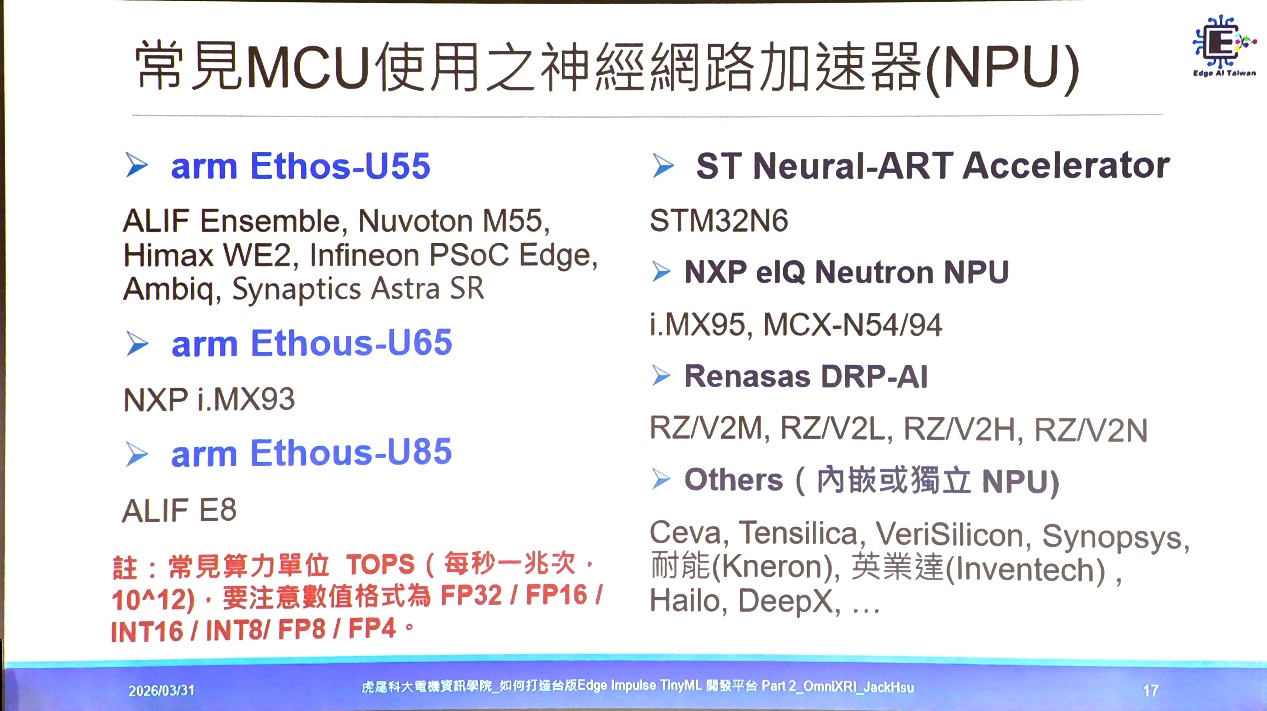 常見MCU使用之神經網路加速器(NPU)
Edge AI Taiwan
arm Ethos-U55
ALIF Ensemble, Nuvoton M55,
Himax WE2, Infineon PSoC Edge,
Ambiq, Synaptics Astra SR
arm Ethous-U65
NXP i.MX93
arm Ethous-U85
ALIF E8
註：常見算力單位 TOPS（每秒一兆次，
10^12)，要注意數值格式為 FP32 / FP16 /
INT16 / INT8/ FP8 / FP4。
ST Neural-ART Accelerator
STM32N6
NXP eIQ Neutron NPU
i.MX95, MCX-N54/94
Renasas DRP-AI
RZ/V2M, RZ/V2L, RZ/V2H, RZ/V2N
Others（內嵌或獨立 NPU)
Ceva, Tensilica, VeriSilicon, Synopsys,
耐能(Kneron), 英業達(Inventech) ,
Hailo, DeepX, …
2026/03/31
虎尾科大電機資訊學院_如何打造台版Edge Impulse TinyML 開發平台 Part 2_OmniXRI_JackHsu
17